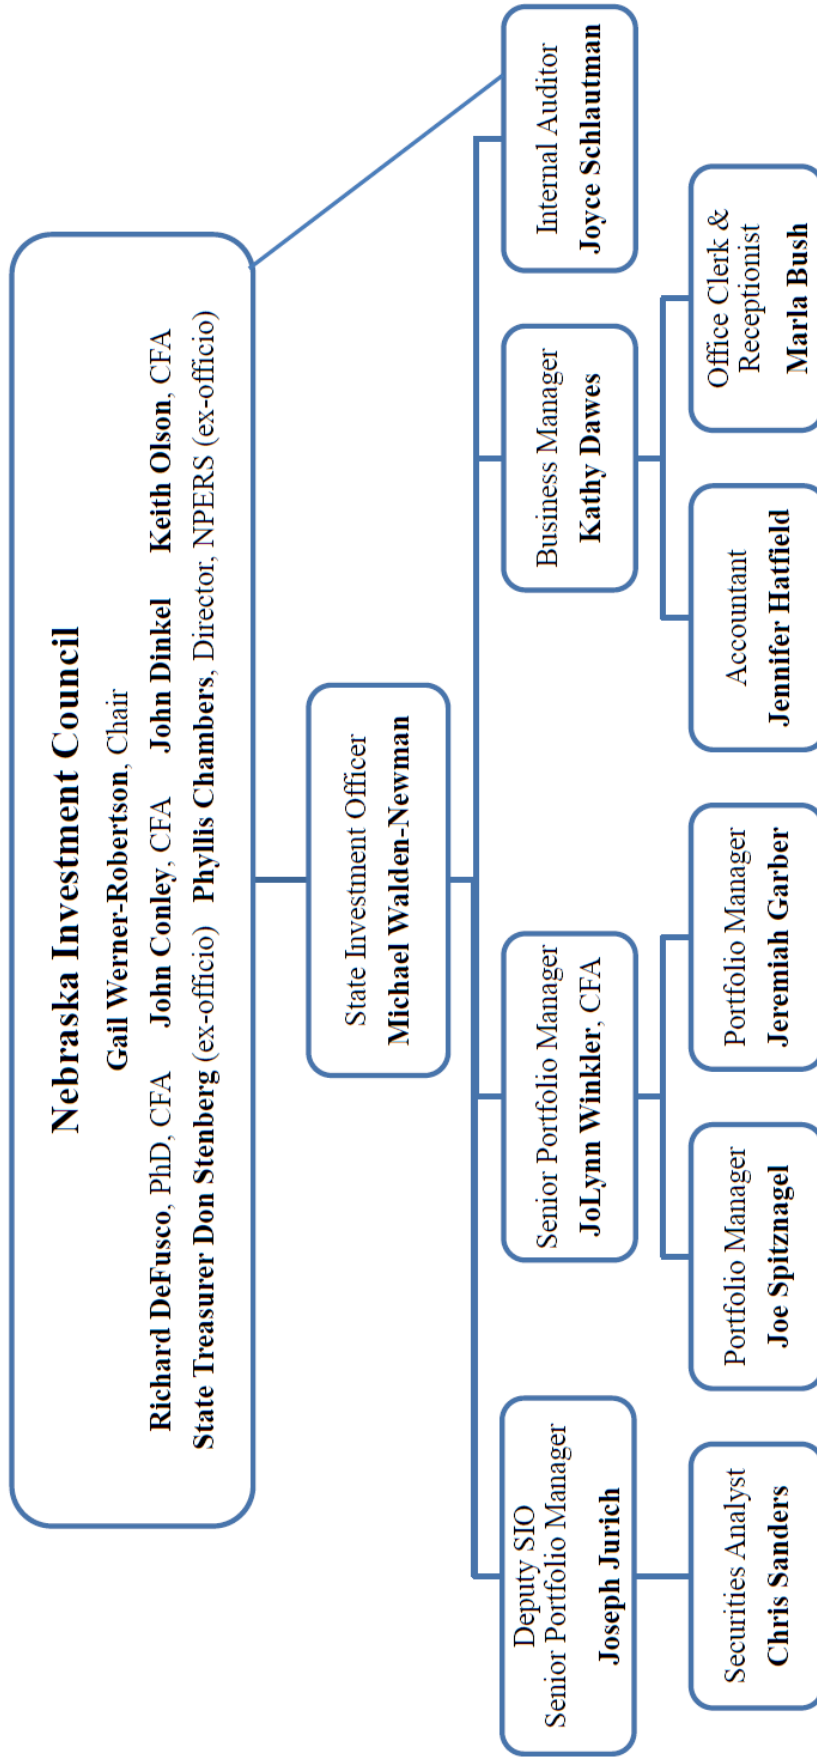 Nebraska Investment Council
Gail Werner-Robertson, Chair
Richard DeFusco, PhD, CFA John Conley, CFA John Dinkel Keith Olson, CFA
State Treasurer Don Stenberg (ex-officio) Phyllis Chambers, Director, NPERS (ex-officio)
State Investment Officer
Michael Walden-Newman
Deputy SIO
Senior Portfolio Manager
Joseph Jurich
Senior Portfolio Manager
JoLynn Winkler, CFA
Business Manager
Kathy Dawes
Internal Auditor
Joyce Schlautman
Securities Analyst
Chris Sanders
Portfolio Manager
Joe Spitznagel
Portfolio Manager
Jeremiah Garber
Accountant
Jennifer Hatfield
Office Clerk &
Receptionist
Marla Bush